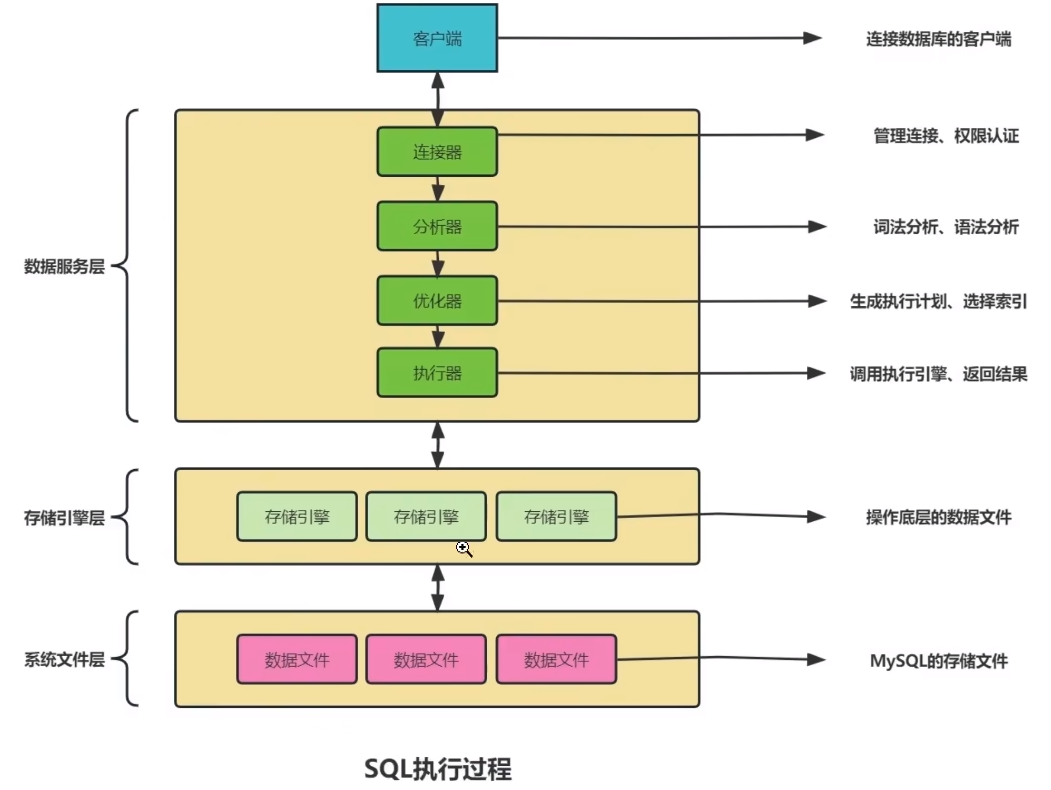 客户端
连接数据库的客户端
连接器
管理连接、权限认证
分析器
词法分析、语法分析
数据服务层
优化器
生成执行计划、选择索引
执行器
调用执行引擎、返回结果
存储引擎层
存储引擎
存储引擎
存储引擎
操作底层的数据文件
系统文件层
数据文件
数据文件
数据文件
MySQL的存储文件
SQL执行过程